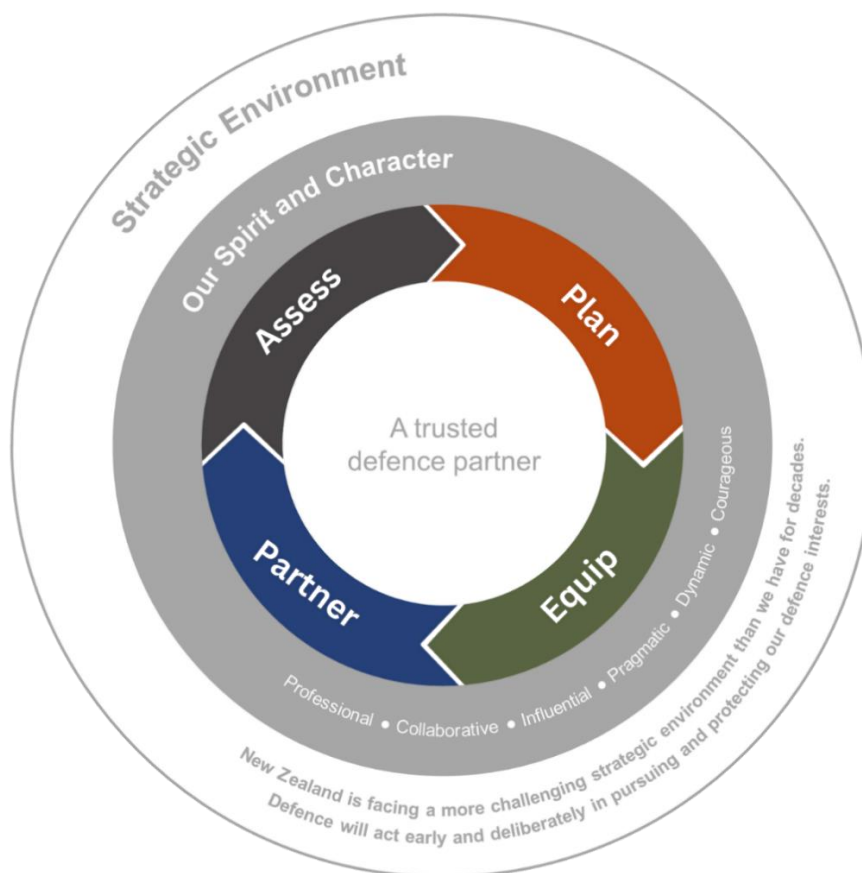 Strategic Environment
Our Spirit and Character
Assess
Plan
A trusted
defence partner
Partner
Equip
Professional ● Collaborative ● Influential ● Pragmatic ● Dynamic ● Courageous
New Zealand is facing a more challenging strategic environment than we have for decades.
Defence will act early and deliberately in pursuing and protecting our defence interests.